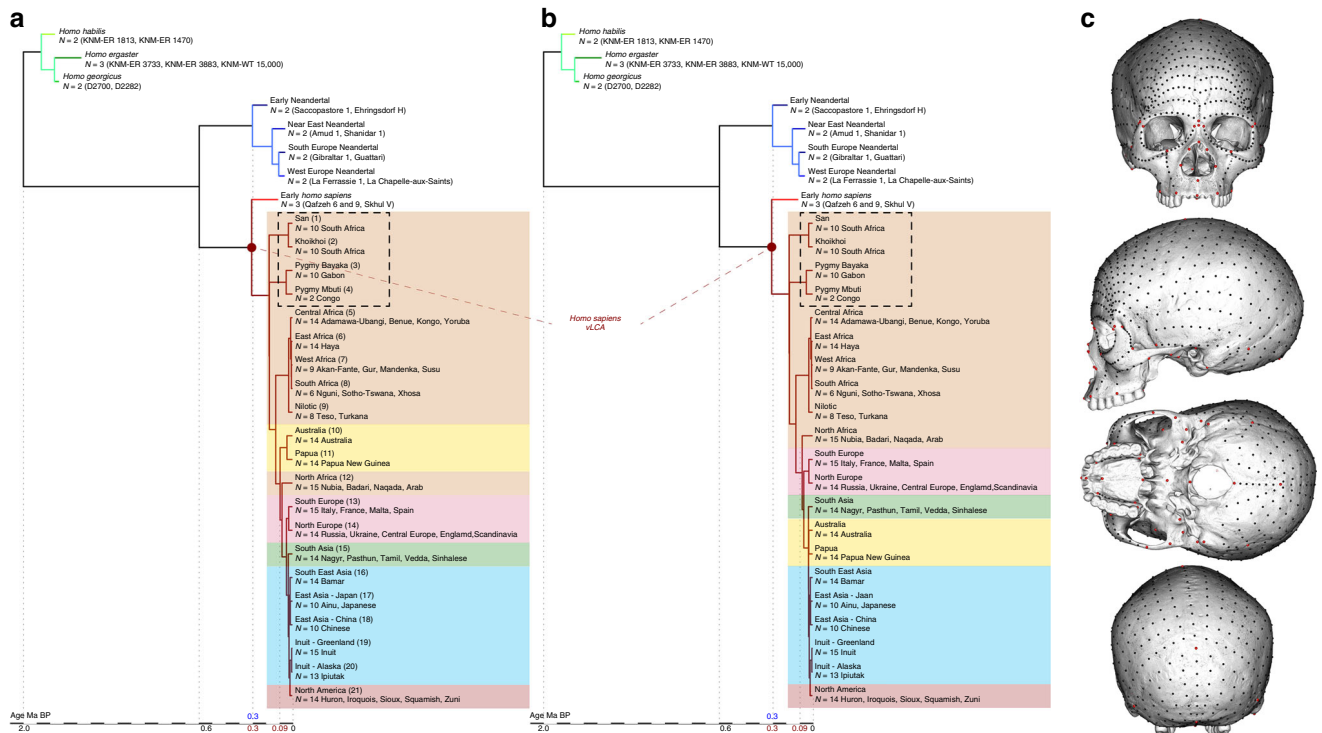 a
Homo habilis
N = 2 (KNM-ER 1813, KNM-ER 1470)
Homo ergaster
N = 3 (KNM-ER 3733, KNM-ER 3883, KNM-WT 15,000)
Homo georgicus
N = 2 (D2700, D2282)
Early Neandertal
N = 2 (Saccopastore 1, Ehringsdorf H)
Near East Neandertal
N = 2 (Amud 1, Shanidar 1)
South Europe Neandertal
N = 2 (Gibraltar 1, Guattari)
West Europe Neandertal
N = 2 (La Ferrassie 1, La Chapelle-aux-Saints)
Early homo sapiens
N = 3 (Qafzeh 6 and 9, Skhul V)
San (1)
N = 10 South Africa
Khoikhoi (2)
N = 10 South Africa
Pygmy Bayaka (3)
N = 10 Gabon
Pygmy Mbuti (4)
N = 2 Congo
Central Africa (5)
N = 14 Adamawa-Ubangi, Benue, Kongo, Yoruba
East Africa (6)
N = 14 Haya
West Africa (7)
N = 9 Akan-Fante, Gur, Mandenka, Susu
South Africa (8)
N = 6 Nguni, Sotho-Tswana, Xhosa
Nilotic (9)
N = 8 Teso, Turkana
Australia (10)
N = 14 Australia
Papua (11)
N = 14 Papua New Guinea
North Africa (12)
N = 15 Nubia, Badari, Naqada, Arab
South Europe (13)
N = 15 Italy, France, Malta, Spain
North Europe (14)
N = 14 Russia, Ukraine, Central Europe, Englamd,Scandinavia
South Asia (15)
N = 14 Nagyr, Pasthun, Tamil, Vedda, Sinhalese
South East Asia (16)
N = 14 Bamar
East Asia - Japan (17)
N = 10 Ainu, Japanese
East Asia - China (18)
N = 10 Chinese
Inuit - Greenland (19)
N = 15 Inuit
Inuit - Alaska (20)
N = 13 Ipiutak
North America (21)
N = 14 Huron, Iroquois, Sioux, Squamish, Zuni
Age Ma BP
0.3
2.0 0.6 0.3 0.09 0
Homo sapiens
vLCA
b
Homo habilis
N = 2 (KNM-ER 1813, KNM-ER 1470)
Homo ergaster
N = 3 (KNM-ER 3733, KNM-ER 3883, KNM-WT 15,000)
Homo georgicus
N = 2 (D2700, D2282)
Early Neandertal
N = 2 (Saccopastore 1, Ehringsdorf H)
Near East Neandertal
N = 2 (Amud 1, Shanidar 1)
South Europe Neandertal
N = 2 (Gibraltar 1, Guattari)
West Europe Neandertal
N = 2 (La Ferrassie 1, La Chapelle-aux-Saints)
Early homo sapiens
N = 3 (Qafzeh 6 and 9, Skhul V)
San
N = 10 South Africa
Khoikhoi
N = 10 South Africa
Pygmy Bayaka
N = 10 Gabon
Pygmy Mbuti
N = 2 Congo
Central Africa
N = 14 Adamawa-Ubangi, Benue, Kongo, Yoruba
East Africa
N = 14 Haya
West Africa
N = 9 Akan-Fante, Gur, Mandenka, Susu
South Africa
N = 6 Nguni, Sotho-Tswana, Xhosa
Nilotic
N = 8 Teso, Turkana
North Africa
N = 15 Nubia, Badari, Naqada, Arab
South Europe
N = 15 Italy, France, Malta, Spain
North Europe
N = 14 Russia, Ukraine, Central Europe, Englamd,Scandinavia
South Asia
N = 14 Nagyr, Pasthun, Tamil, Vedda, Sinhalese
Australia
N = 14 Australia
Papua
N = 14 Papua New Guinea
South East Asia
N = 14 Bamar
East Asia - Jaan
N = 10 Ainu, Japanese
East Asia - China
N = 10 Chinese
Inuit - Greenland
N = 15 Inuit
Inuit - Alaska
N = 13 Ipiutak
North America
N = 14 Huron, Iroquois, Sioux, Squamish, Zuni
Age Ma BP
0.3
2.0 0.6 0.3 0.09 0
c